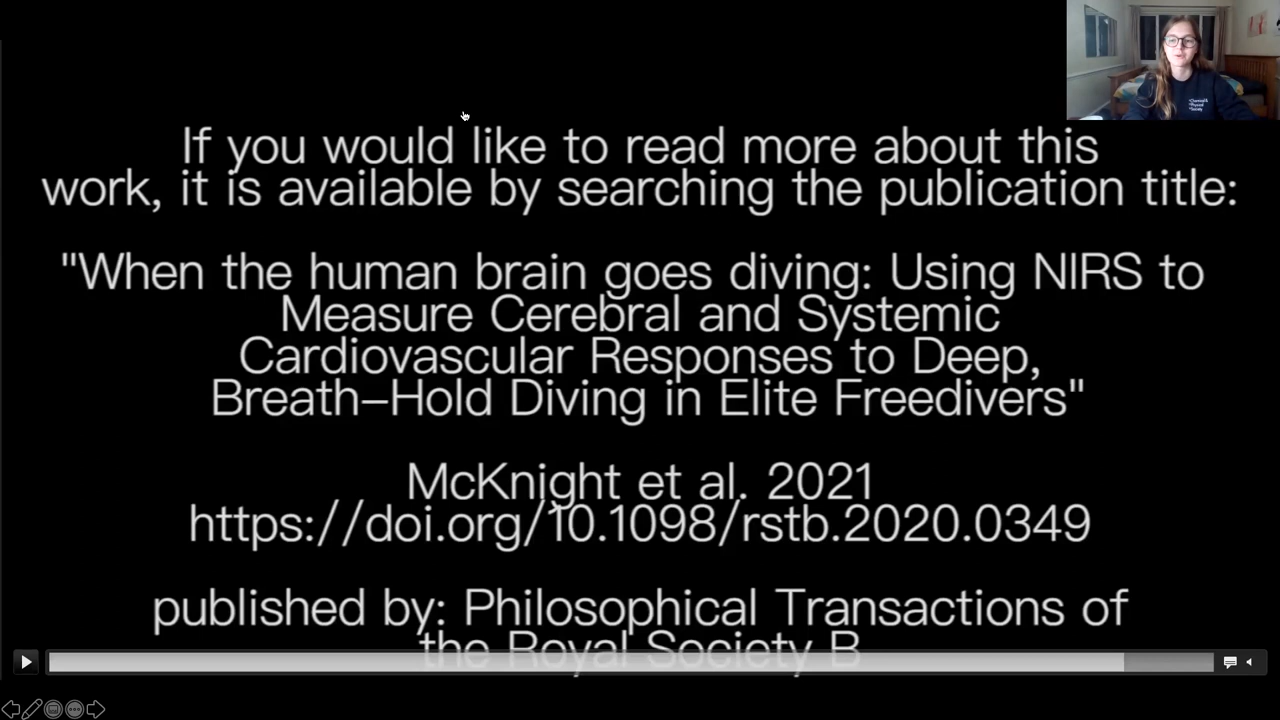 If you would like to read more about this
work, it is available by searching the publication title:
"When the human brain goes diving: Using NIRS to
Measure Cerebral and Systemic
Cardiovascular Responses to Deep,
Breath–Hold Diving in Elite Freedivers"
McKnight et al. 2021
https://doi.org/10.1098/rstb.2020.0349
published by: Philosophical Transactions of
the Royal Society B